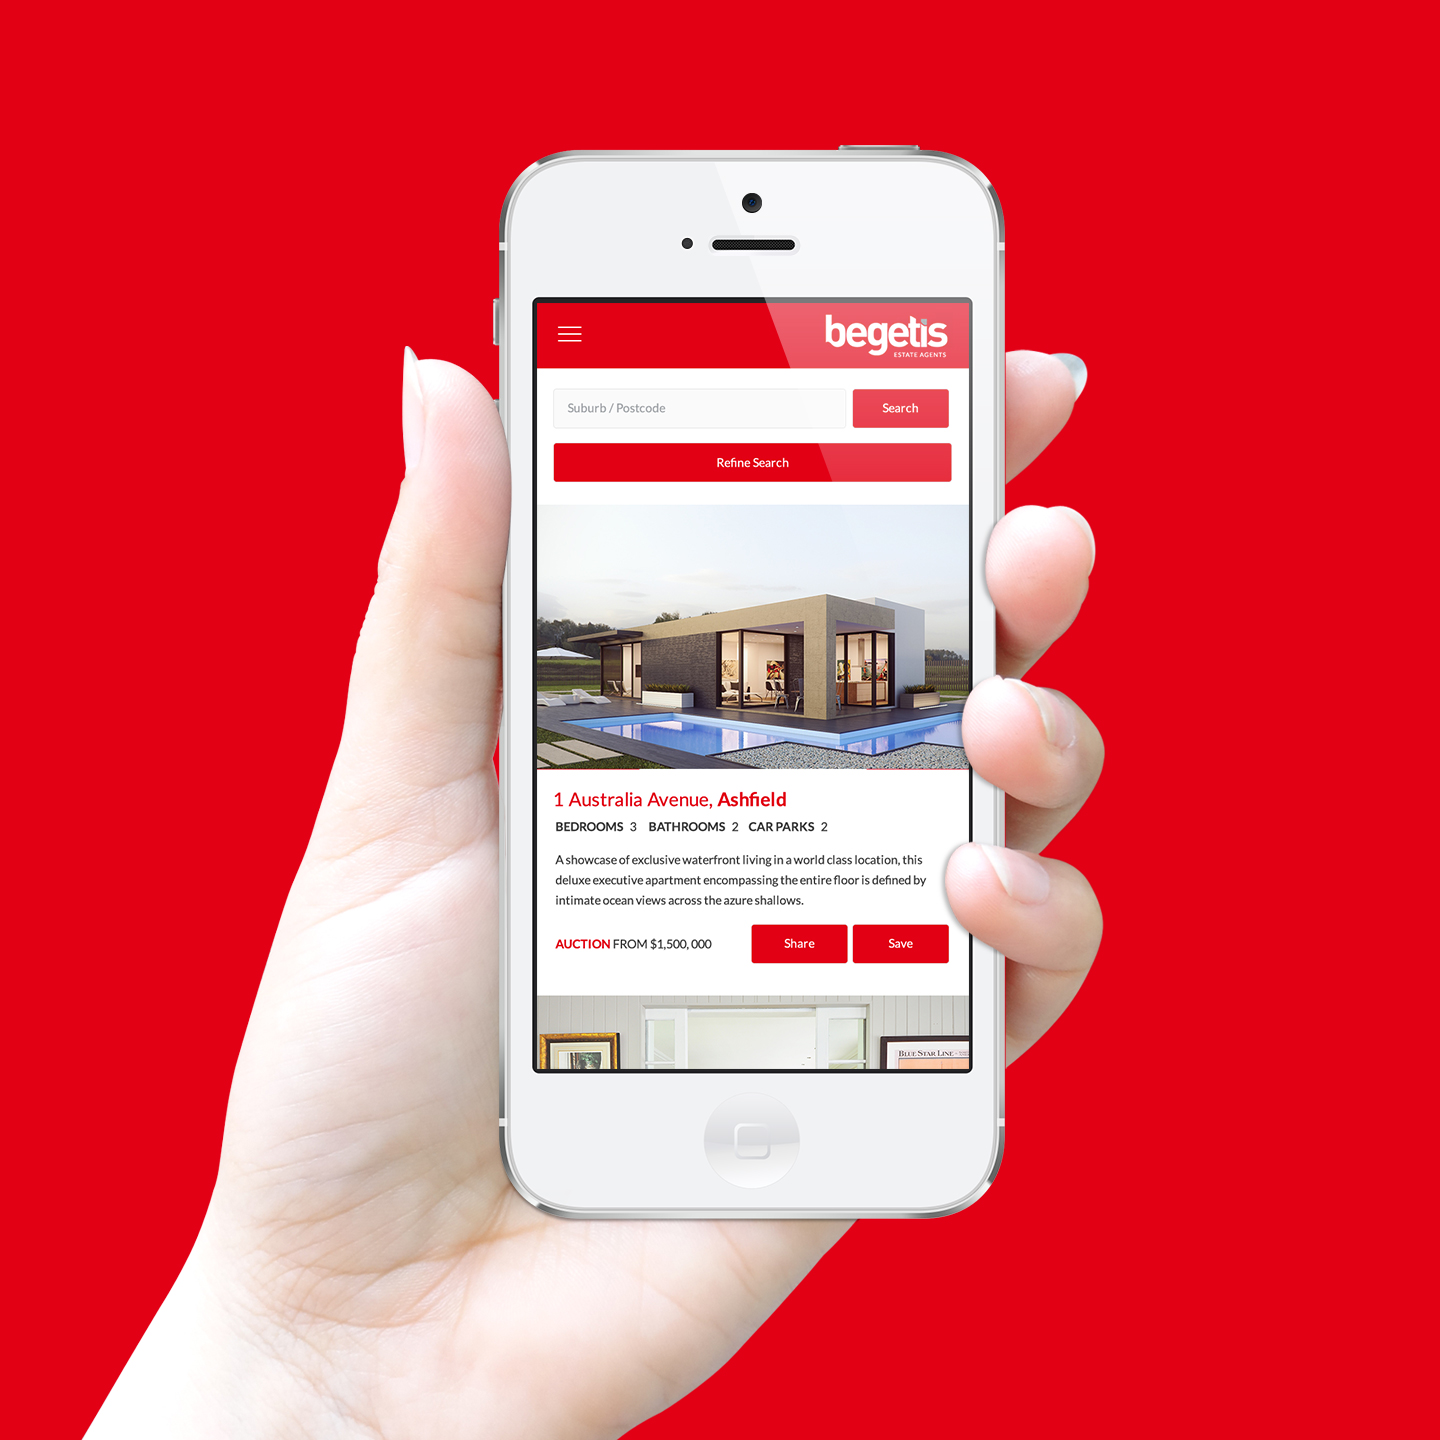 begetis
ESTATE AGENTS
Suburb / Postcode
Search
Refine Search
1 Australia Avenue, Ashfield
BEDROOMS 3 BATHROOMS 2 CAR PARKS 2
A showcase of exclusive waterfront living in a world class location, this
deluxe executive apartment encompassing the entire floor is defined by
intimate ocean views across the azure shallows.
AUCTION FROM $1,500, 000
Share
Save
BLUE STAR LINE